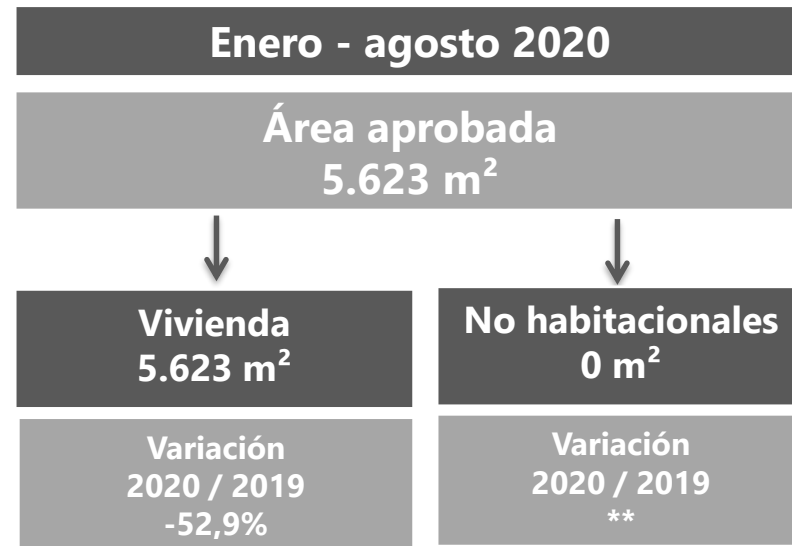 Enero - agosto 2020
Área aprobada
5.623 m²
Vivienda
5.623 m²
No habitacionales
0 m²
Variación
2020 / 2019
-52,9%
Variación
2020 / 2019
**